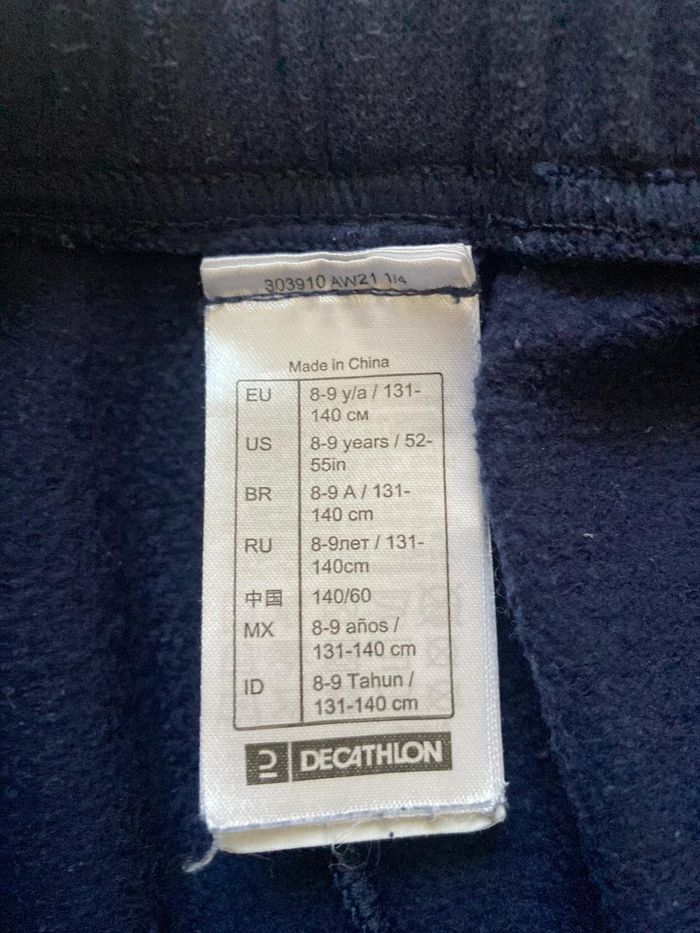 303910 AW21 1/4
Made in China
EU 8-9 y/a / 131-
140 см
US 8-9 years / 52-
55in
BR 8-9 A / 131-
140 cm
RU 8-9лет / 131-
140cm
中国 140/60
MX 8-9 años /
131-140 cm
ID 8-9 Tahun /
131-140 cm
DECATHLON